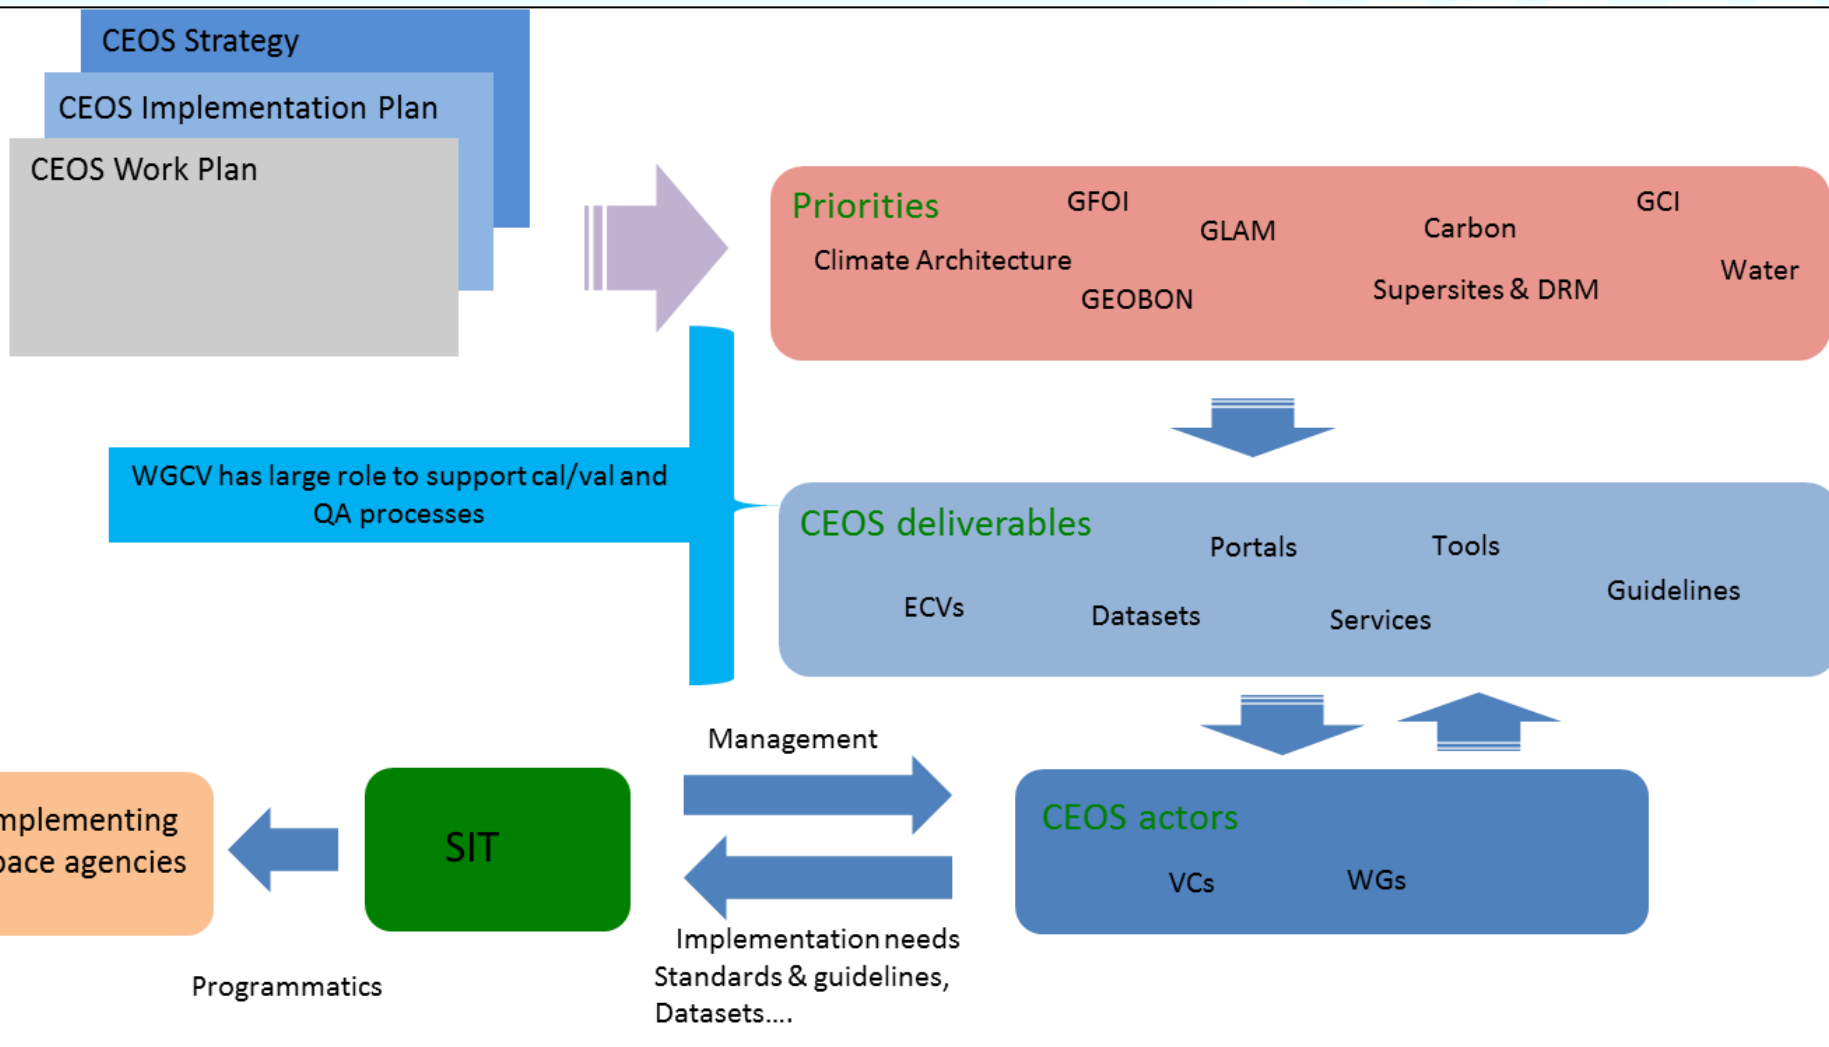 CEOS Strategy
CEOS Implementation Plan
CEOS Work Plan
Priorities
GFOI
GLAM
Carbon
GCI
Climate Architecture
GEOBON
Supersites & DRM
Water
WGCV has large role to support cal/val and
QA processes
CEOS deliverables
Portals
Tools
Guidelines
ECVs
Datasets
Services
Management
mplementing
pace agencies
SIT
CEOS actors
VCs
WGs
Implementation needs
Standards & guidelines,
Datasets....
Programmatics